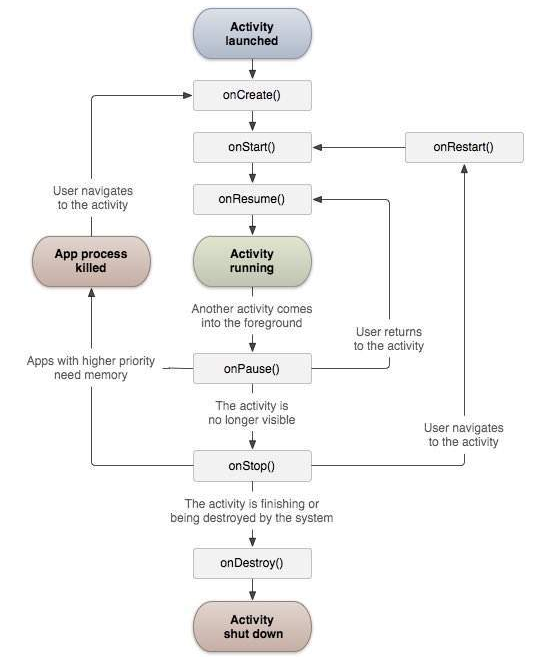 Activity
launched
onCreate()
onStart()
onRestart()
onResume()
User navigates
to the activity
App process
killed
Activity
running
Another activity comes
into the foreground
User returns
to the activity
Apps with higher priority
need memory
onPause()
The activity is
no longer visible
User navigates
to the activity
onStop()
The activity is finishing or
being destroyed by the system
onDestroy()
Activity
shut down